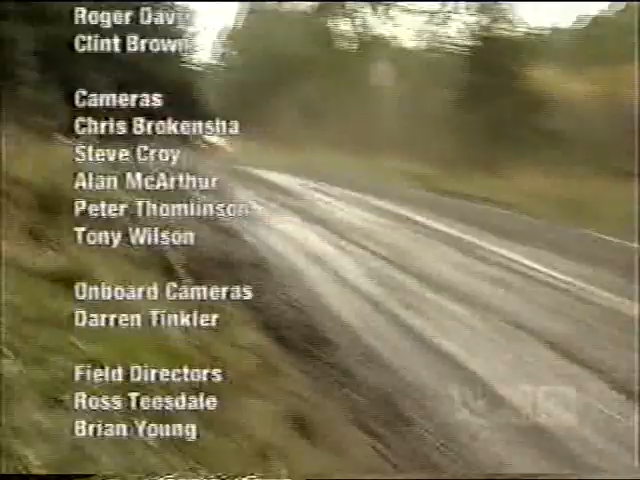 Roger Davi
Clint Brown
Cameras
Chris Brokensha
Steve Croy
Alan McArthur
Peter Thomlinson
Tony Wilson
Onboard Cameras
Darren Tinkler
Field Directors
Ross Teesdale
Brian Young